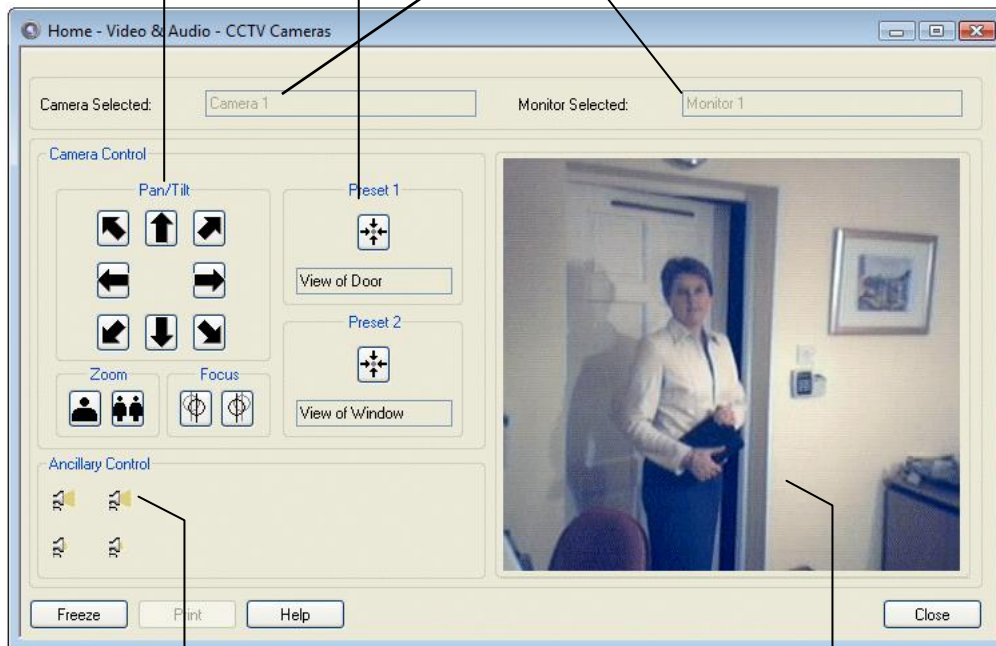 Home - Video & Audio - CCTV Cameras
Camera Selected:
Camera 1
Monitor Selected:
Monitor 1
Camera Control
Pan/Tilt
Preset 1
View of Door
Preset 2
Zoom
Focus
View of Window
Ancillary Control
Freeze
Print
Help
Close